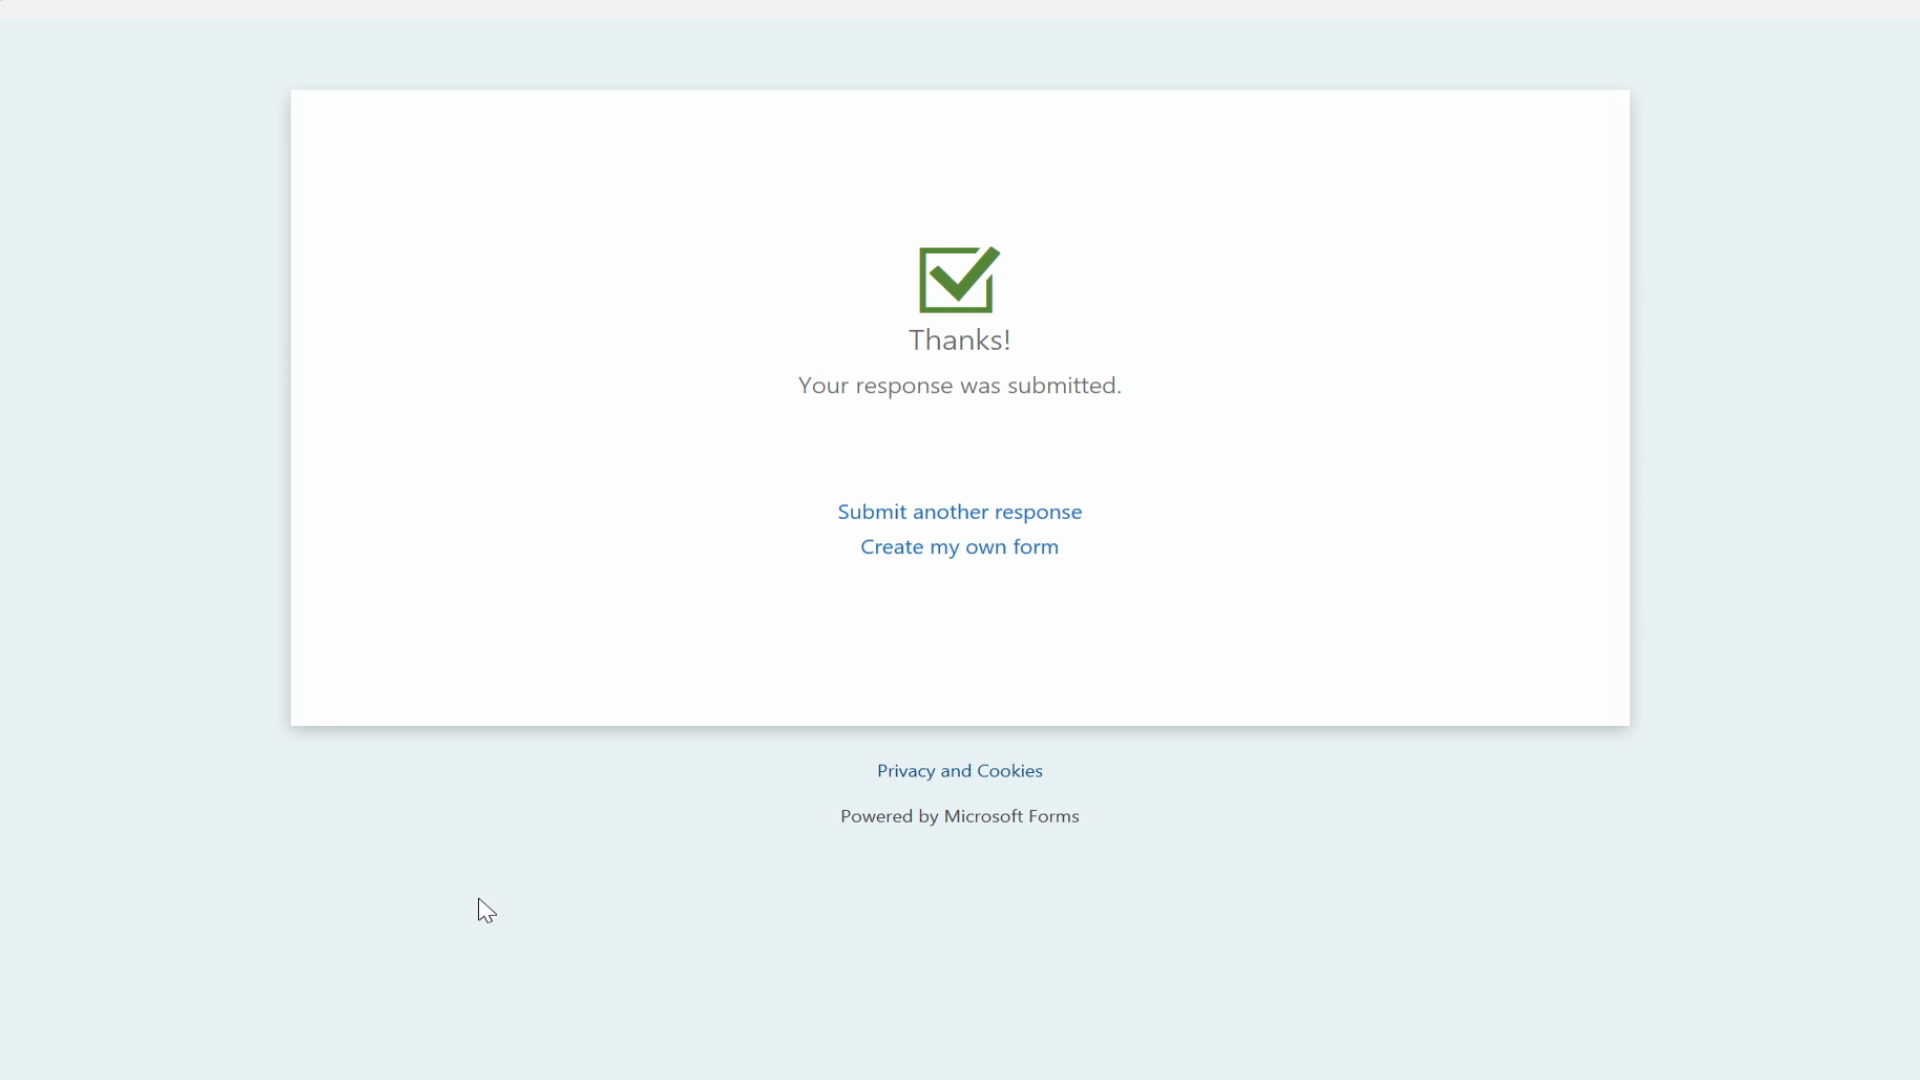 Thanks!
Your response was submitted.
Submit another response
Create my own form
Privacy and Cookies
Powered by Microsoft Forms